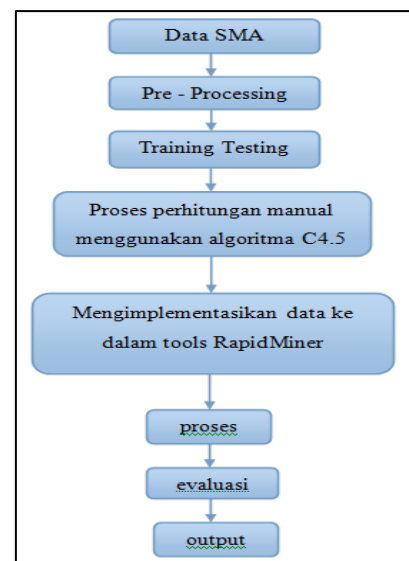 Data SMA
Pre - Processing
Training Testing
Proses perhitungan manual
menggunakan algoritma C4.5
Mengimplementasikan data ke
dalam tools RapidMiner
proses
evaluasi
output